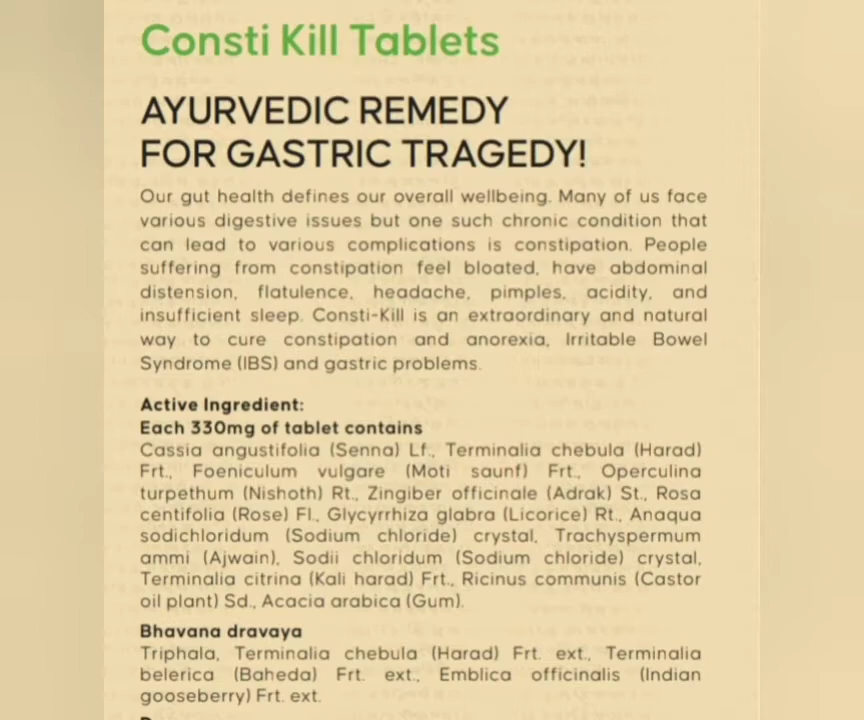 Consti Kill Tablets
AYURVEDIC REMEDY
FOR GASTRIC TRAGEDY!
Our gut health defines our overall wellbeing. Many of us face
various digestive issues but one such chronic condition that
can lead to various complications is constipation. People
suffering from constipation feel bloated, have abdominal
distension, flatulence, headache, pimples, acidity, and
insufficient sleep. Consti-Kill is an extraordinary and natural
way to cure constipation and anorexia, Irritable Bowel
Syndrome (IBS) and gastric problems.
Active Ingredient:
Each 330mg of tablet contains
Cassia angustifolia (Senna) Lf., Terminalia chebula (Harad)
Frt., Foeniculum vulgare (Moti saunf) Frt., Operculina
turpethum (Nishoth) Rt., Zingiber officinale (Adrak) St., Rosa
centifolia (Rose) Fl., Glycyrrhiza glabra (Licorice) Rt., Anaqua
sodichloridum (Sodium chloride) crystal, Trachyspermum
ammi (Ajwain), Sodii chloridum (Sodium chloride) crystal,
Terminalia citrina (Kali harad) Frt., Ricinus communis (Castor
oil plant) Sd., Acacia arabica (Gum).
Bhavana dravaya
Triphala, Terminalia chebula (Harad) Frt. ext., Terminalia
belerica (Baheda) Frt. ext., Emblica officinalis (Indian
gooseberry) Frt. ext.